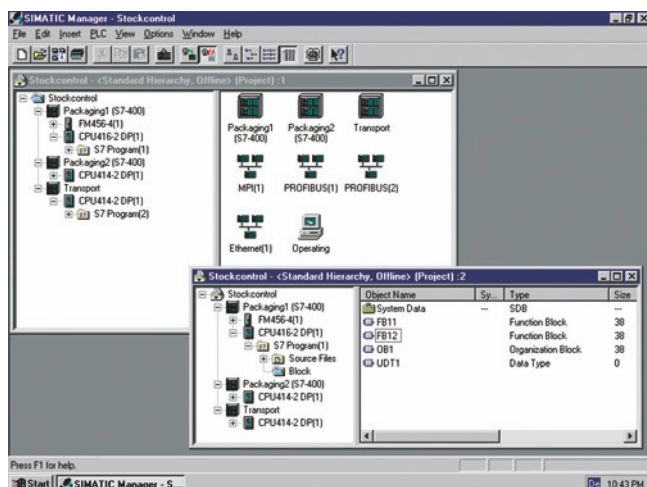 SIMATIC Manager - Stockcontrol
File Edit Insert PLC View Options Window Help
Stockcontrol - <Standard Hierarchy, Offline> (Project) :1
Stockcontrol
Packaging1 (S7-400)
FM456-4(1)
CPU416-2 DP(1)
S7 Program(1)
Packaging2 (S7-400)
CPU414-2 DP(1)
Transport
CPU414-2 DP(1)
S7 Program(2)
Packaging1 (S7-400)
Packaging2 (S7-400)
Transport
MPI(1)
PROFIBUS(1)
PROFIBUS(2)
Ethernet(1)
Operating
Stockcontrol - <Standard Hierarchy, Offline> (Project) :2
Stockcontrol
Packaging1 (S7-400)
FM456-4(1)
CPU416-2 DP(1)
S7 Program(1)
Source Files
Block
Packaging2 (S7-400)
CPU414-2 DP(1)
Transport
CPU414-2 DP(1)
Object Name Sy... Type Size
System Data --- SDB ---
FB11 Function Block 38
FB12 Function Block 38
OB1 Organization Block 38
UDT1 Data Type 0
Press F1 for help.
Start SIMATIC Manager - S... De 10:43 PM